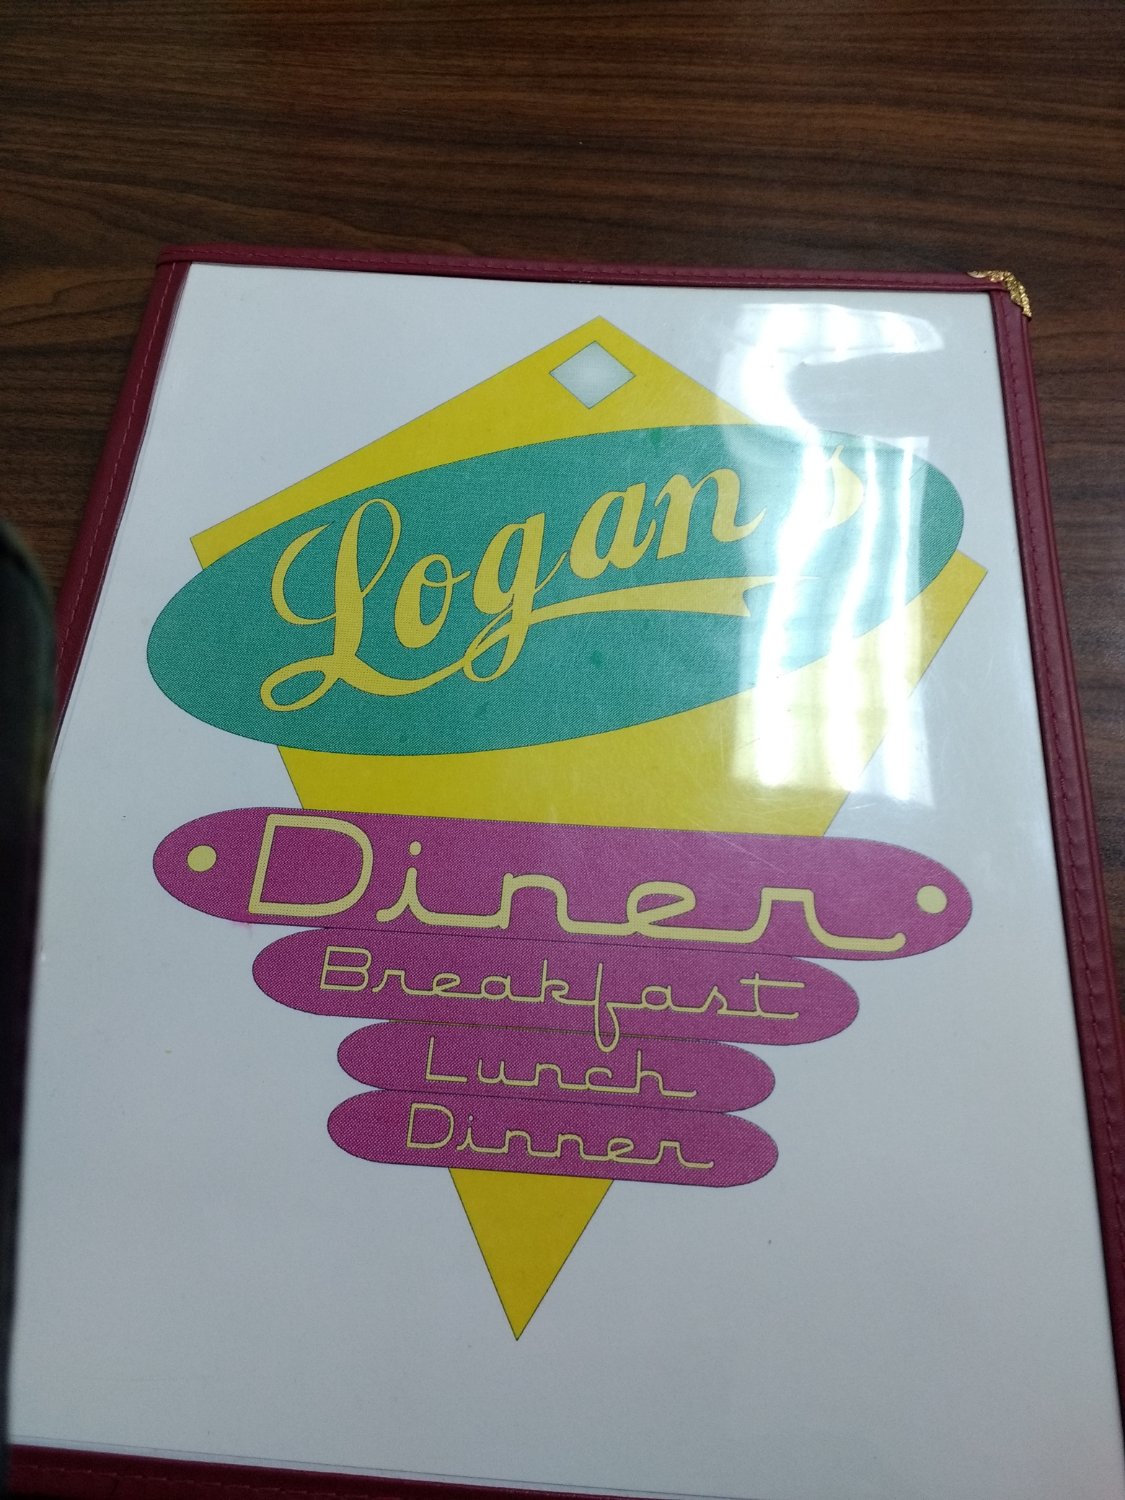 Logan's
Diner
Breakfast
Lunch
Dinner